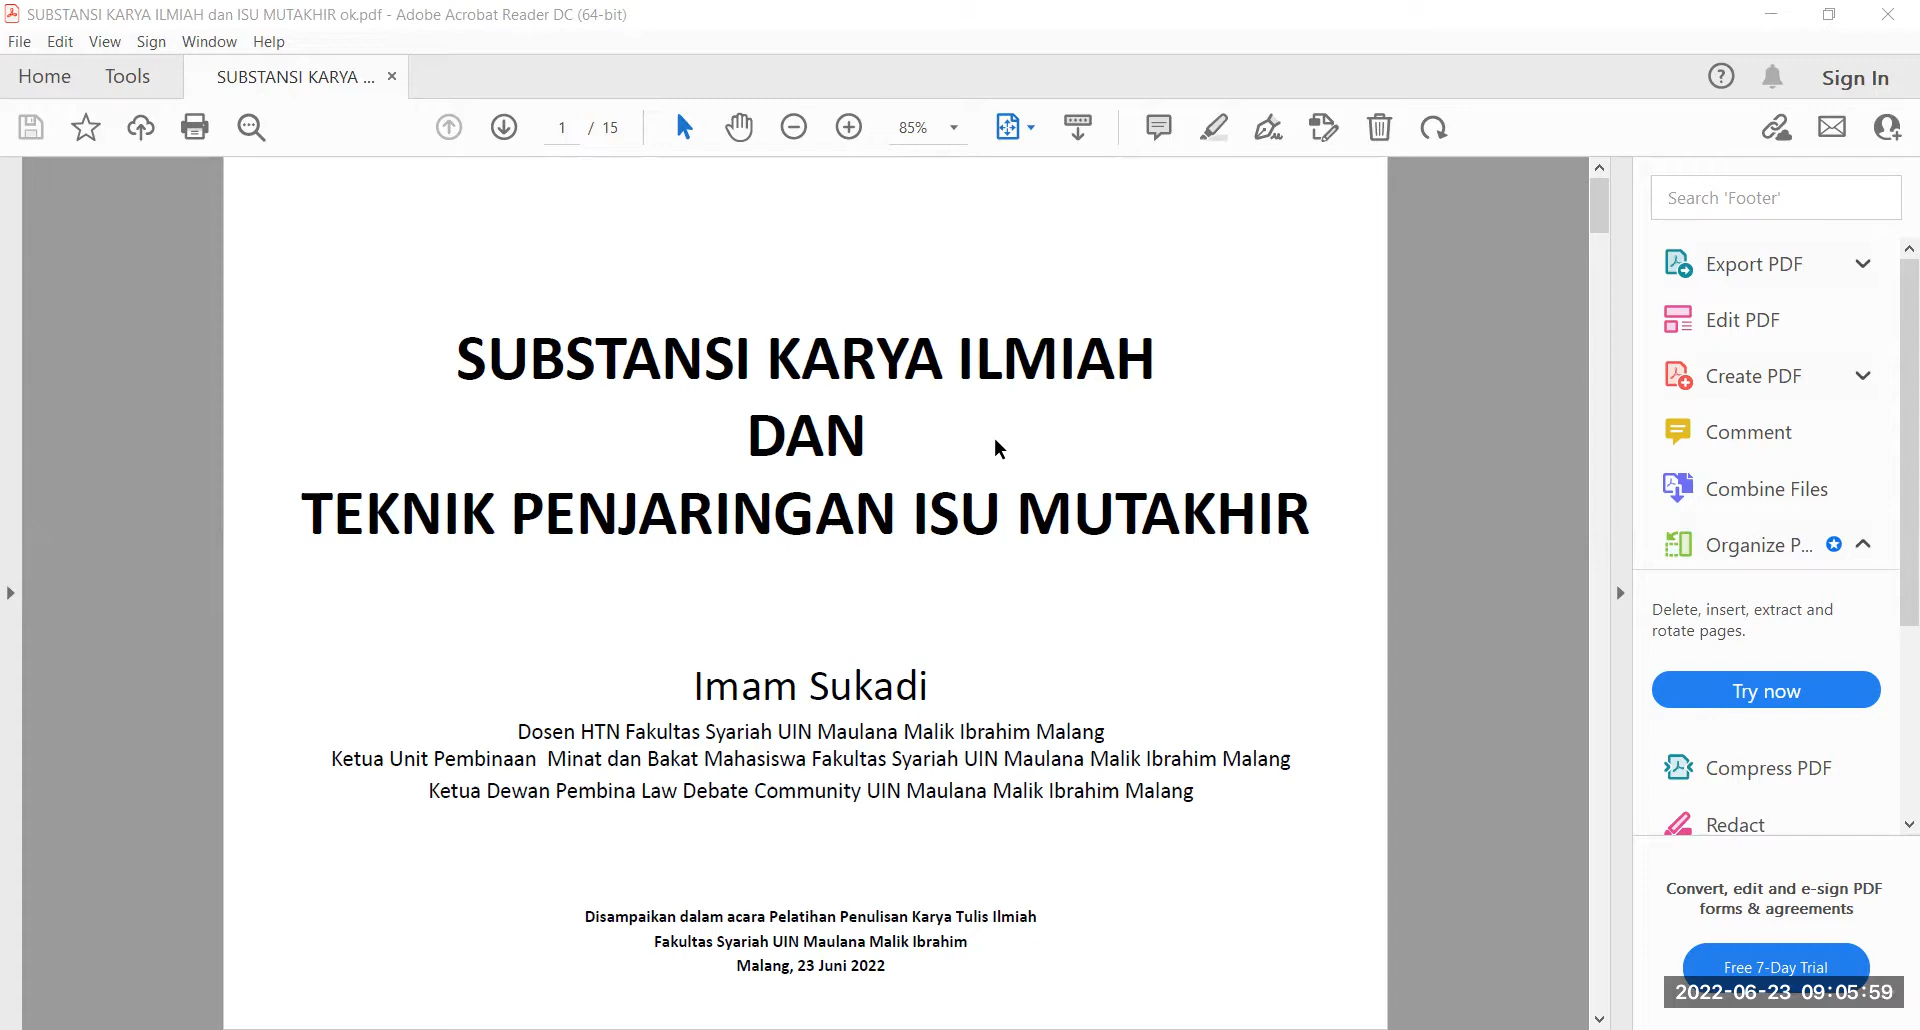 SUBSTANSI KARYA ILMIAH dan ISU MUTAKHIR ok.pdf - Adobe Acrobat Reader DC (64-bit)
File Edit View Sign Window Help
Home Tools SUBSTANSI KARYA ... ×
Sign In
1 / 15 85%
Search 'Footer'
Export PDF
Edit PDF
Create PDF
Comment
Combine Files
Organize P...
Delete, insert, extract and
rotate pages.
Try now
Compress PDF
Redact
Convert, edit and e-sign PDF
forms & agreements
Free 7-Day Trial
2022-06-23 09:05:59
SUBSTANSI KARYA ILMIAH
DAN
TEKNIK PENJARINGAN ISU MUTAKHIR
Imam Sukadi
Dosen HTN Fakultas Syariah UIN Maulana Malik Ibrahim Malang
Ketua Unit Pembinaan Minat dan Bakat Mahasiswa Fakultas Syariah UIN Maulana Malik Ibrahim Malang
Ketua Dewan Pembina Law Debate Community UIN Maulana Malik Ibrahim Malang
Disampaikan dalam acara Pelatihan Penulisan Karya Tulis Ilmiah
Fakultas Syariah UIN Maulana Malik Ibrahim
Malang, 23 Juni 2022